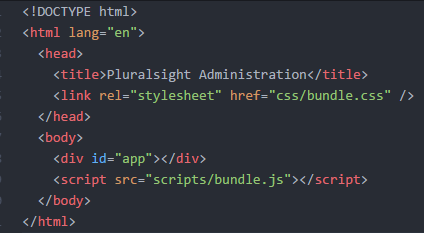 <!DOCTYPE html>
<html lang="en">
  <head>
    <title>Pluralsight Administration</title>
    <link rel="stylesheet" href="css/bundle.css" />
  </head>
  <body>
    <div id="app"></div>
    <script src="scripts/bundle.js"></script>
  </body>
</html>